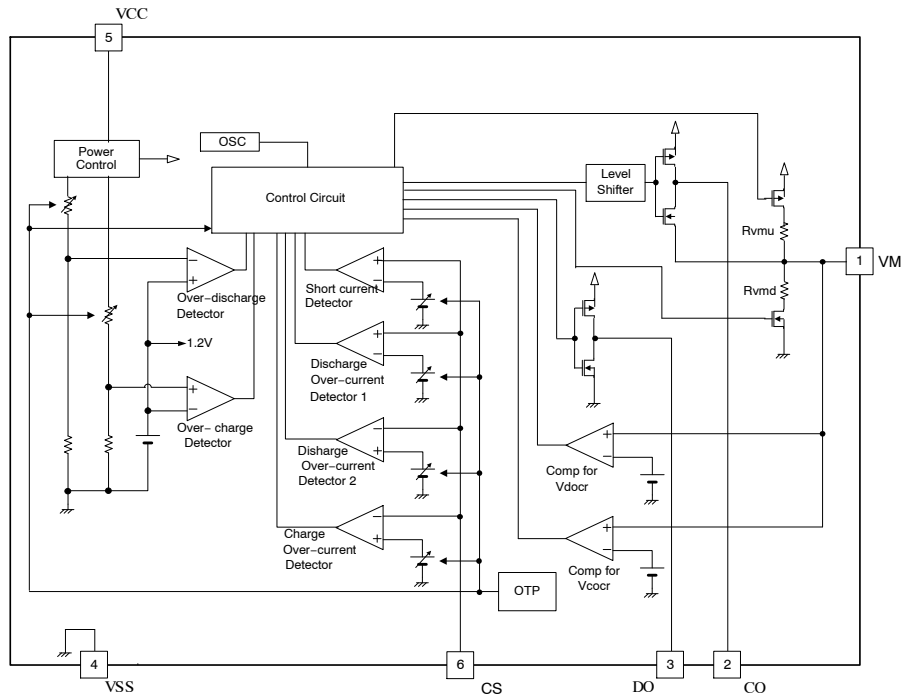 VCC
5
Power
Control
OSC
Control Circuit
Level
Shifter
Rvmu
1
VM
Rvmd
−
+
Over−discharge
Detector
1.2V
+
−
Over− charge
Detector
+
−
Short current
Detector
+
−
Discharge
Over−current
Detector 1
−
+
Disharge
Over−current
Detector 2
−
+
Charge
Over−current
Detector
+
−
Comp for
Vdocr
+
−
Comp for
Vcocr
OTP
4
VSS
6
CS
3
DO
2
CO